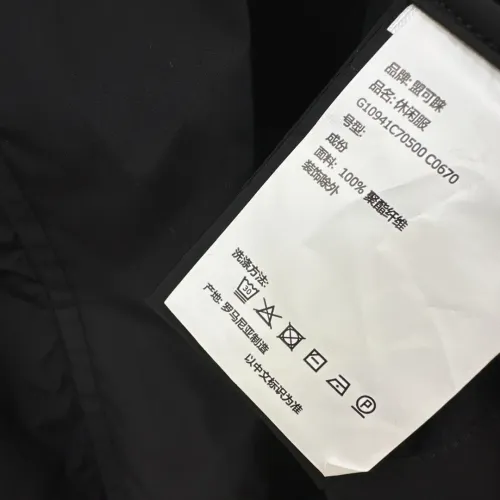 品牌: 盟可睐
品名: 休闲服
G10941C70500 C0670
号型:
成份
面料: 100% 聚酯纤维
装饰除外
洗涤方法:
30
P
产地: 罗马尼亚制造
以中文标识为准